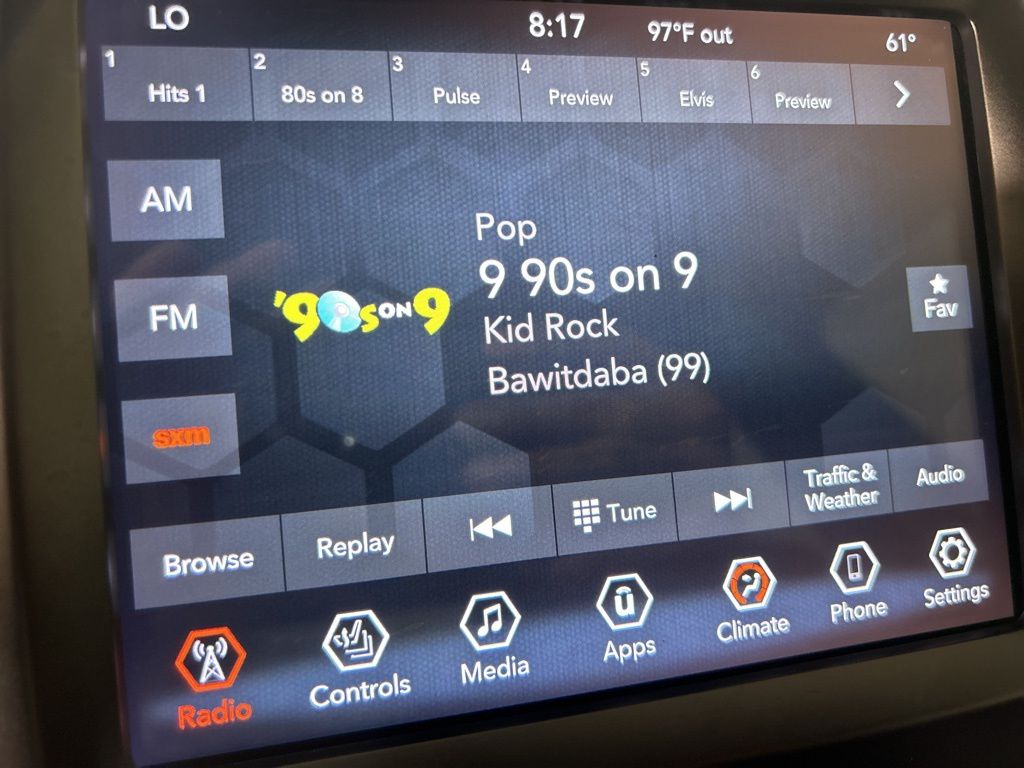 LO 8:17 97°F out 61°
1 Hits 1 2 80s on 8 3 Pulse 4 Preview 5 Elvis 6 Preview
AM
FM
sxm
'90s ON 9
Pop
9 90s on 9
Kid Rock
Bawitdaba (99)
Fav
Browse Replay Tune Traffic & Weather Audio
Radio Controls Media Apps Climate Phone Settings